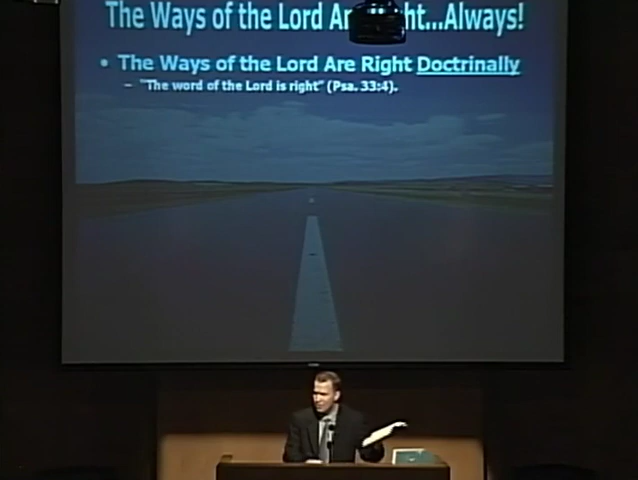 The Ways of the Lord Ar ght...Always!
• The Ways of the Lord Are Right Doctrinally
– "The word of the Lord is right" (Psa. 33:4).